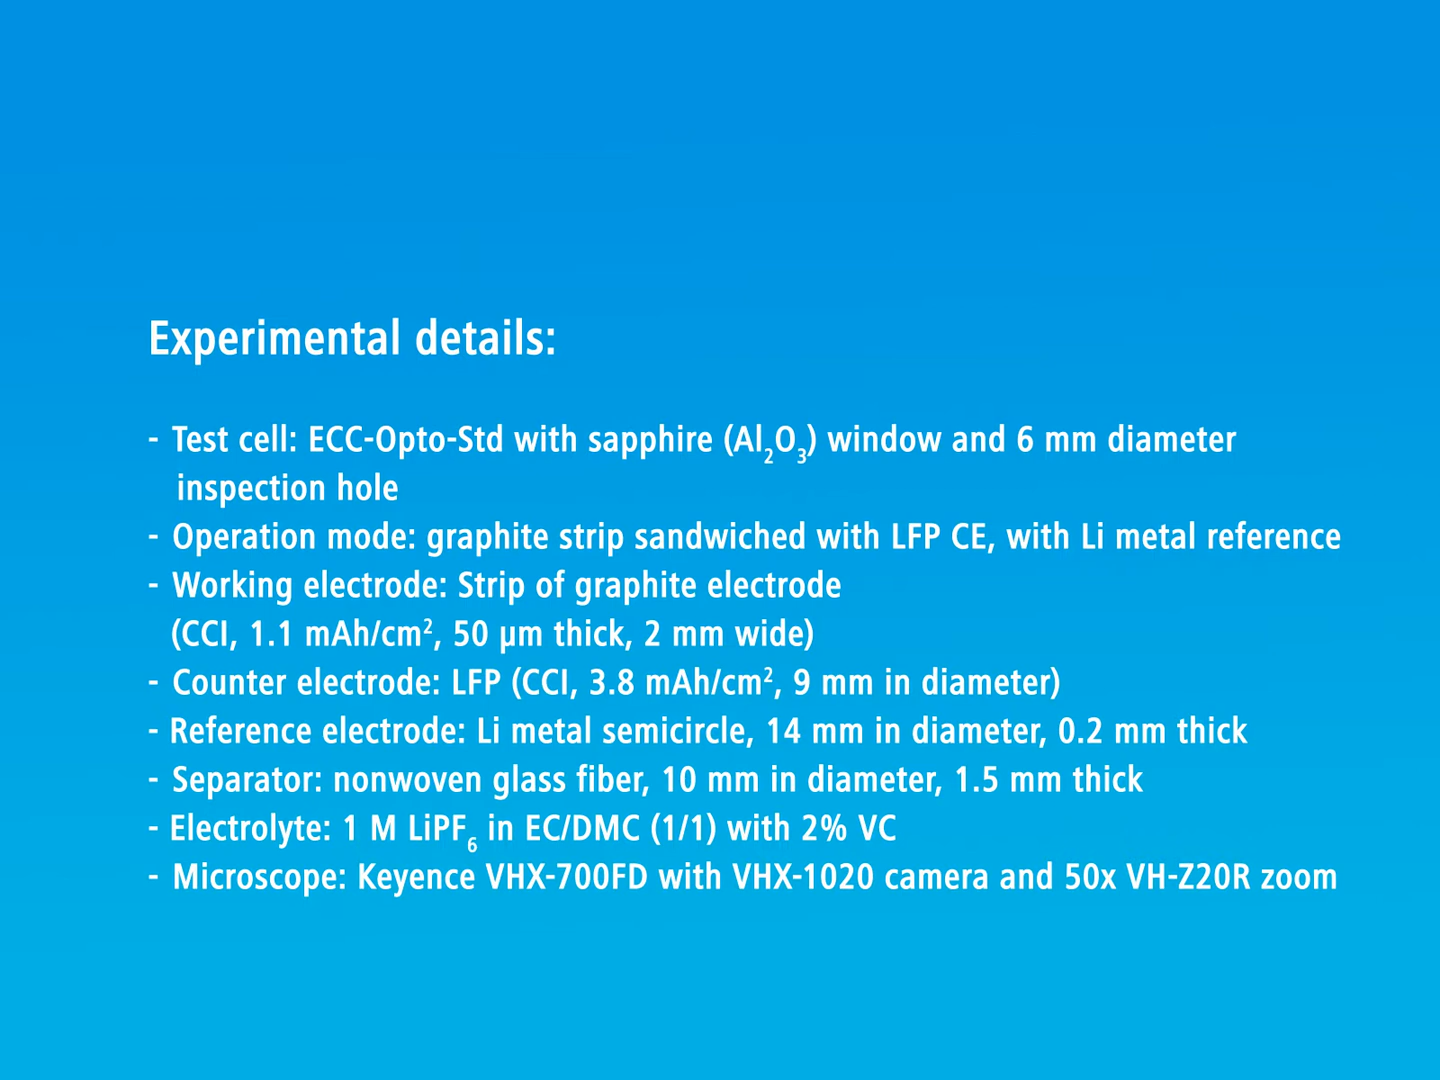 Experimental details:
- Test cell: ECC-Opto-Std with sapphire (Al₂O₃) window and 6 mm diameter
inspection hole
- Operation mode: graphite strip sandwiched with LFP CE, with Li metal reference
- Working electrode: Strip of graphite electrode
(CCI, 1.1 mAh/cm², 50 µm thick, 2 mm wide)
- Counter electrode: LFP (CCI, 3.8 mAh/cm², 9 mm in diameter)
- Reference electrode: Li metal semicircle, 14 mm in diameter, 0.2 mm thick
- Separator: nonwoven glass fiber, 10 mm in diameter, 1.5 mm thick
- Electrolyte: 1 M LiPF₆ in EC/DMC (1/1) with 2% VC
- Microscope: Keyence VHX-700FD with VHX-1020 camera and 50x VH-Z20R zoom